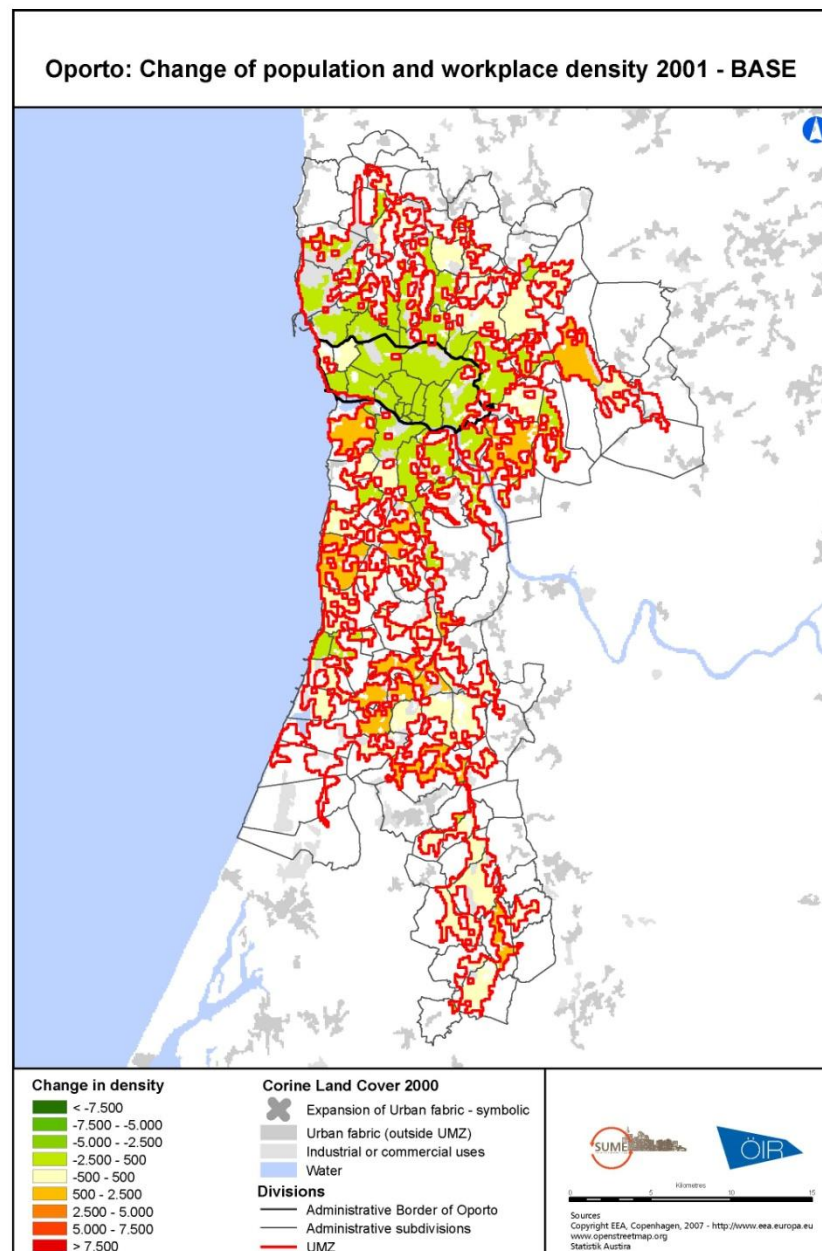 Oporto: Change of population and workplace density 2001 - BASE
Change in density
< -7.500
-7.500 - -5.000
-5.000 - -2.500
-2.500 - 500
-500 - 500
500 - 2.500
2.500 - 5.000
5.000 - 7.500
> 7.500
Corine Land Cover 2000
Expansion of Urban fabric - symbolic
Urban fabric (outside UMZ)
Industrial or commercial uses
Water
Divisions
Administrative Border of Oporto
Administrative subdivisions
UMZ
SUME
ÖIR
Kilometres
0 5 10 15
Sources
Copyright EEA, Copenhagen, 2007 - http://www.eea.europa.eu
www.openstreetmap.org
Statistik Austira